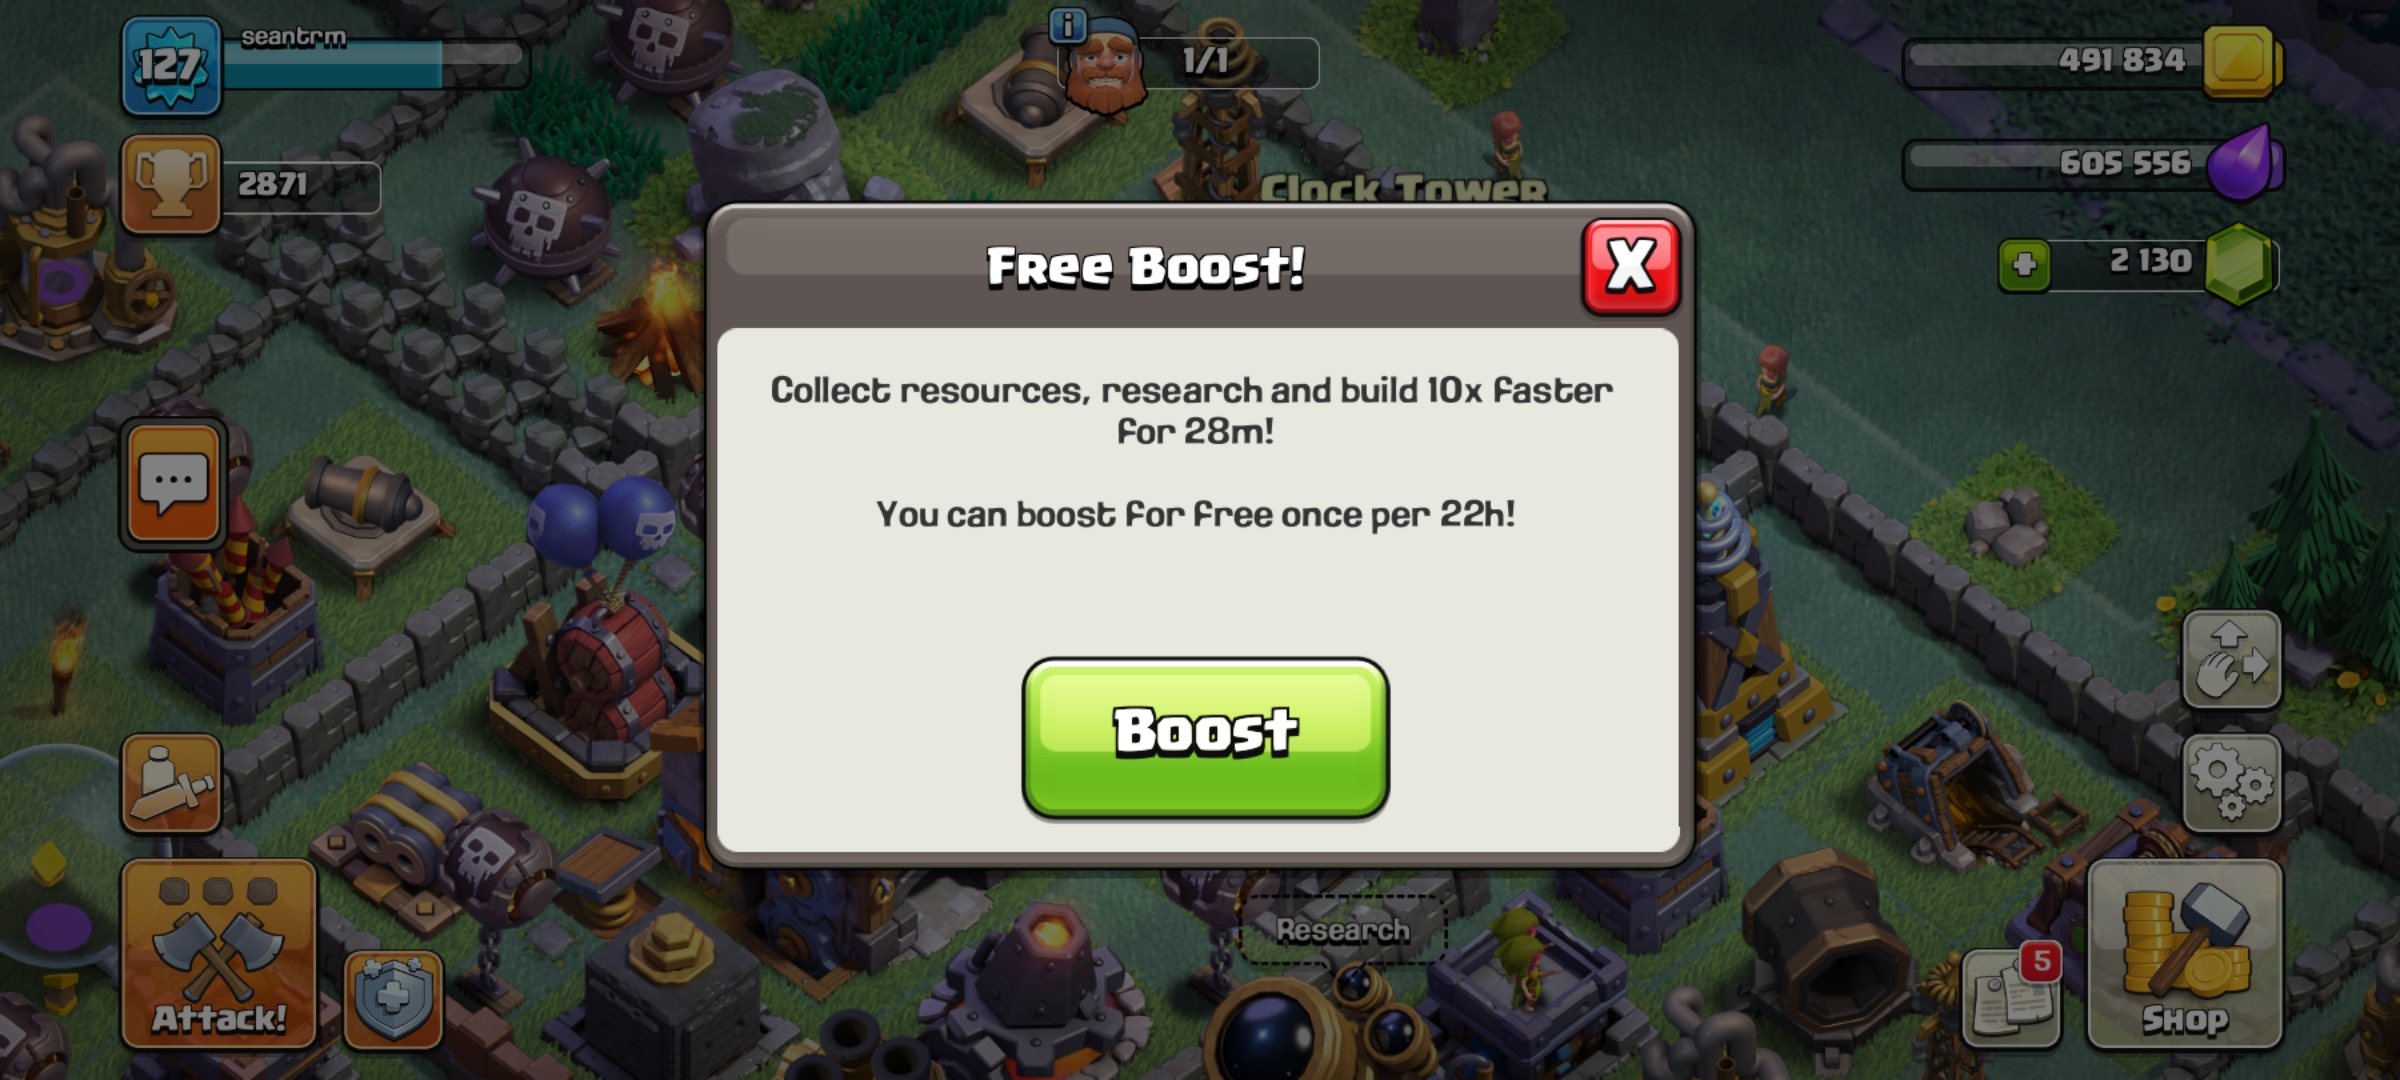 127
seantrm
1/1
491 834
2871
605 556
Clock Tower
2 130
Free Boost!
X
Collect resources, research and build 10x faster
for 28m!
You can boost for free once per 22h!
Boost
Research
5
Attack!
Shop